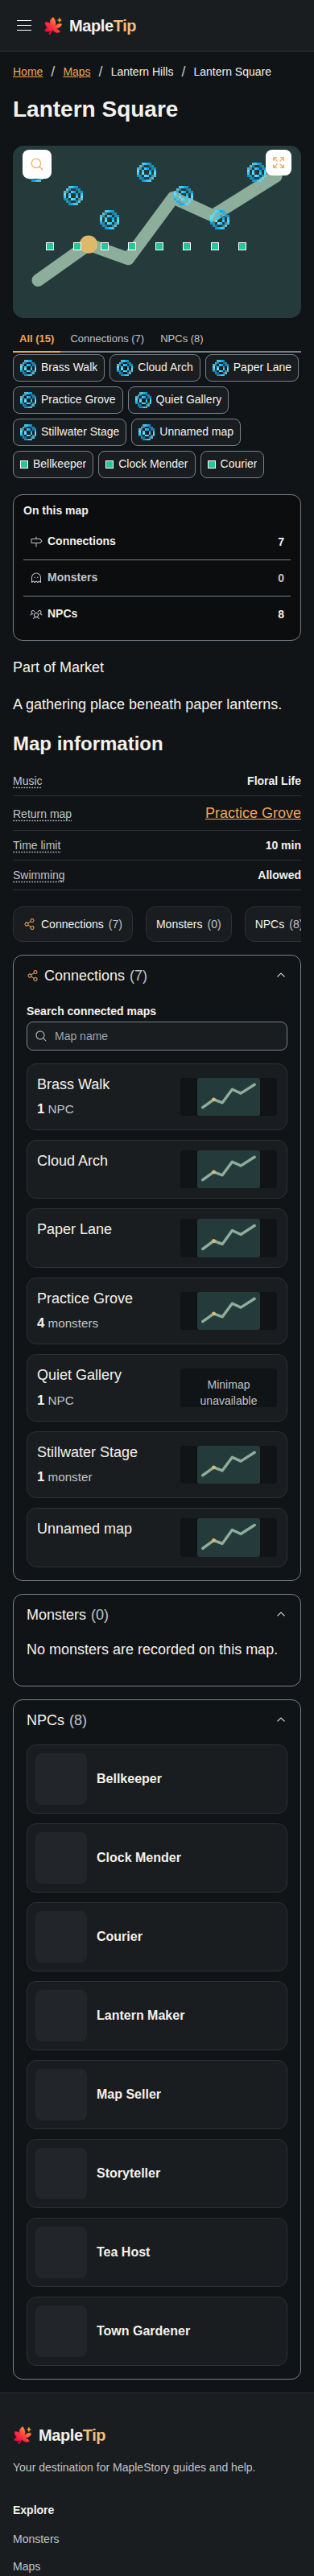 MapleTip
Home / Maps / Lantern Hills / Lantern Square
Lantern Square
All (15) Connections (7) NPCs (8)
Brass Walk Cloud Arch Paper Lane
Practice Grove Quiet Gallery
Stillwater Stage Unnamed map
Bellkeeper Clock Mender Courier
On this map
Connections 7
Monsters 0
NPCs 8
Part of Market
A gathering place beneath paper lanterns.
Map information
Music Floral Life
Return map Practice Grove
Time limit 10 min
Swimming Allowed
Connections (7) Monsters (0) NPCs (8)
Connections (7)
Search connected maps
Map name
Brass Walk
1 NPC
Cloud Arch
Paper Lane
Practice Grove
4 monsters
Quiet Gallery
1 NPC
Minimap
unavailable
Stillwater Stage
1 monster
Unnamed map
Monsters (0)
No monsters are recorded on this map.
NPCs (8)
Bellkeeper
Clock Mender
Courier
Lantern Maker
Map Seller
Storyteller
Tea Host
Town Gardener
MapleTip
Your destination for MapleStory guides and help.
Explore
Monsters
Maps